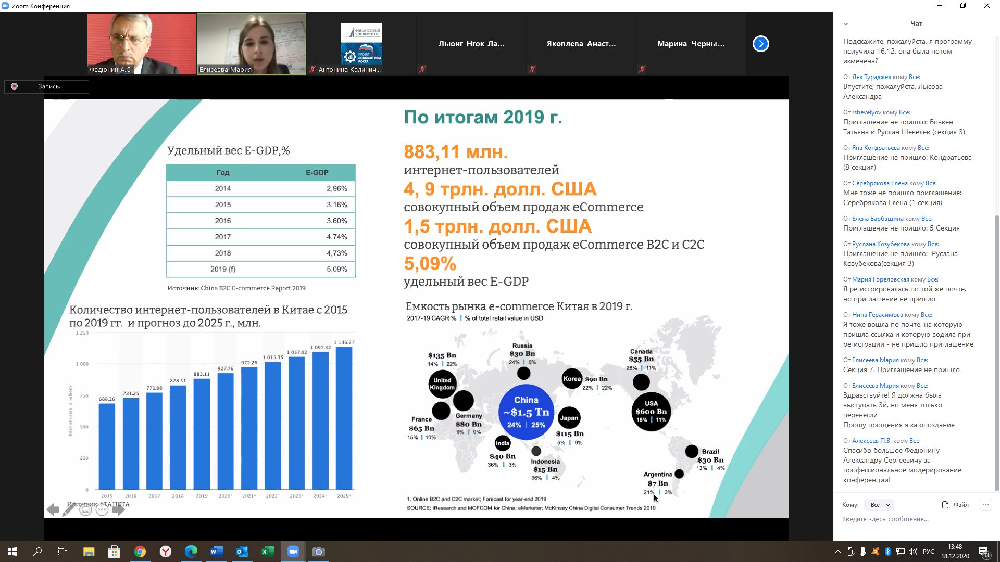 Zoom Конференция
Федюнин А.С.
Елисеева Мария
ФИНАНСОВЫЙ
УНИВЕРСИТЕТ
ПРОЕКТ
ЛОКОМОТИВЫ
РОСТА
Антонина Калинич...
Лыонг Нгок Ла...
Яковлева Анаст...
Марина Черны...
Запись...
По итогам 2019 г.
883,11 млн.
интернет-пользователей
4, 9 трлн. долл. США
совокупный объем продаж eCommerce
1,5 трлн. долл. США
совокупный объем продаж eCommerce B2C и C2C
5,09%
удельный вес E-GDP
Удельный вес E-GDP,%
Год E-GDP
2014 2,96%
2015 3,16%
2016 3,60%
2017 4,74%
2018 4,73%
2019 (f) 5,09%
Источник: China B2C E-commerce Report 2019
Количество интернет-пользователей в Китае с 2015
по 2019 гг. и прогноз до 2025 г., млн.
Internet users in millions
1 250
1 000
750
500
250
0
688.26
731.25
771.98
828.51
883.11
927.76
972.26
1 015.35
1 057.02
1 097.32
1 136.27
2015 2016 2017 2018 2019 2020* 2021* 2022* 2023* 2024* 2025*
Источник: STATISTA
Емкость рынка e-commerce Китая в 2019 г.
2017-19 CAGR % | % of total retail value in USD
$135 Bn
14% | 22%
United
Kingdom
Russia
$30 Bn
24% | 5%
Korea
$90 Bn
22% | 22%
Canada
$55 Bn
26% | 11%
France
$65 Bn
15% | 10%
Germany
$80 Bn
9% | 9%
China
~$1.5 Tn
24% | 25%
Japan
$115 Bn
5% | 9%
USA
$600 Bn
15% | 11%
India
$40 Bn
36% | 3%
Indonesia
$15 Bn
36% | 4%
Brazil
$30 Bn
13% | 4%
Argentina
$7 Bn
21% | 3%
1. Online B2C and C2C market; Forecast for year-end 2019
SOURCE: iResearch and MOFCOM for China; eMarketer; McKinsey China Digital Consumer Trends 2019
Чат
Подскажите, пожалуйста, я программу
получила 16.12, она была потом
изменена?
От Лев Тураджев кому Все:
Впустите, пожалуйста, Лысова
Александра
От rshevelyov кому Все:
Приглашение не пришло: Боввен
Татьяна и Руслан Шевелев (секция 3)
От Яна Кондратьева кому Все:
Приглашение не пришло: Кондратьева
(8 секция)
От Серебрякова Елена кому Все:
Мне тоже не пришло приглашение:
Серебрякова Елена (1 секция)
От Елена Барбашина кому Все:
Приглашение не пришло: 5 Секция
От Руслана Козубекова кому Все:
Приглашение не пришло: Руслана
Козубекова(секция 3)
От Мария Гореловская кому Все:
Я регистрировалась по той же почте,
но приглашение не пришло
От Нина Герасимова кому Все:
Я тоже вошла по почте, на которую
пришла ссылка и которую водила при
регистрации - не пришло приглашение
От Елисеева Мария кому Все:
Секция 7. Приглашение не пришло
От Елисеева Мария кому Все:
Здравствуйте! Я должна была
выступать 3й, но меня только
перенесли
Прошу прощения я за опоздание
От Алексеев П.В. кому Все:
Спасибо большое Федюнину
Александру Сергеевичу за
профессиональное модерирование
конференции!
Кому: Все Файл
Введите здесь сообщение...
РУС
13:48
18.12.2020
13